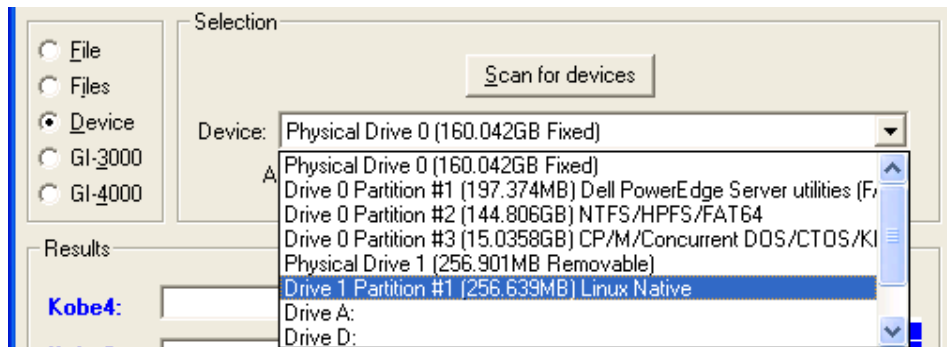 Selection
File
Files
Device
GI-3000
GI-4000
Scan for devices
Device: Physical Drive 0 (160.042GB Fixed)
A
Physical Drive 0 (160.042GB Fixed)
Drive 0 Partition #1 (197.374MB) Dell PowerEdge Server utilities (FA
Drive 0 Partition #2 (144.806GB) NTFS/HPFS/FAT64
Drive 0 Partition #3 (15.0358GB) CP/M/Concurrent DOS/CTOS/KI
Physical Drive 1 (256.901MB Removable)
Drive 1 Partition #1 (256.639MB) Linux Native
Drive A:
Drive D:
Results
Kobe4: